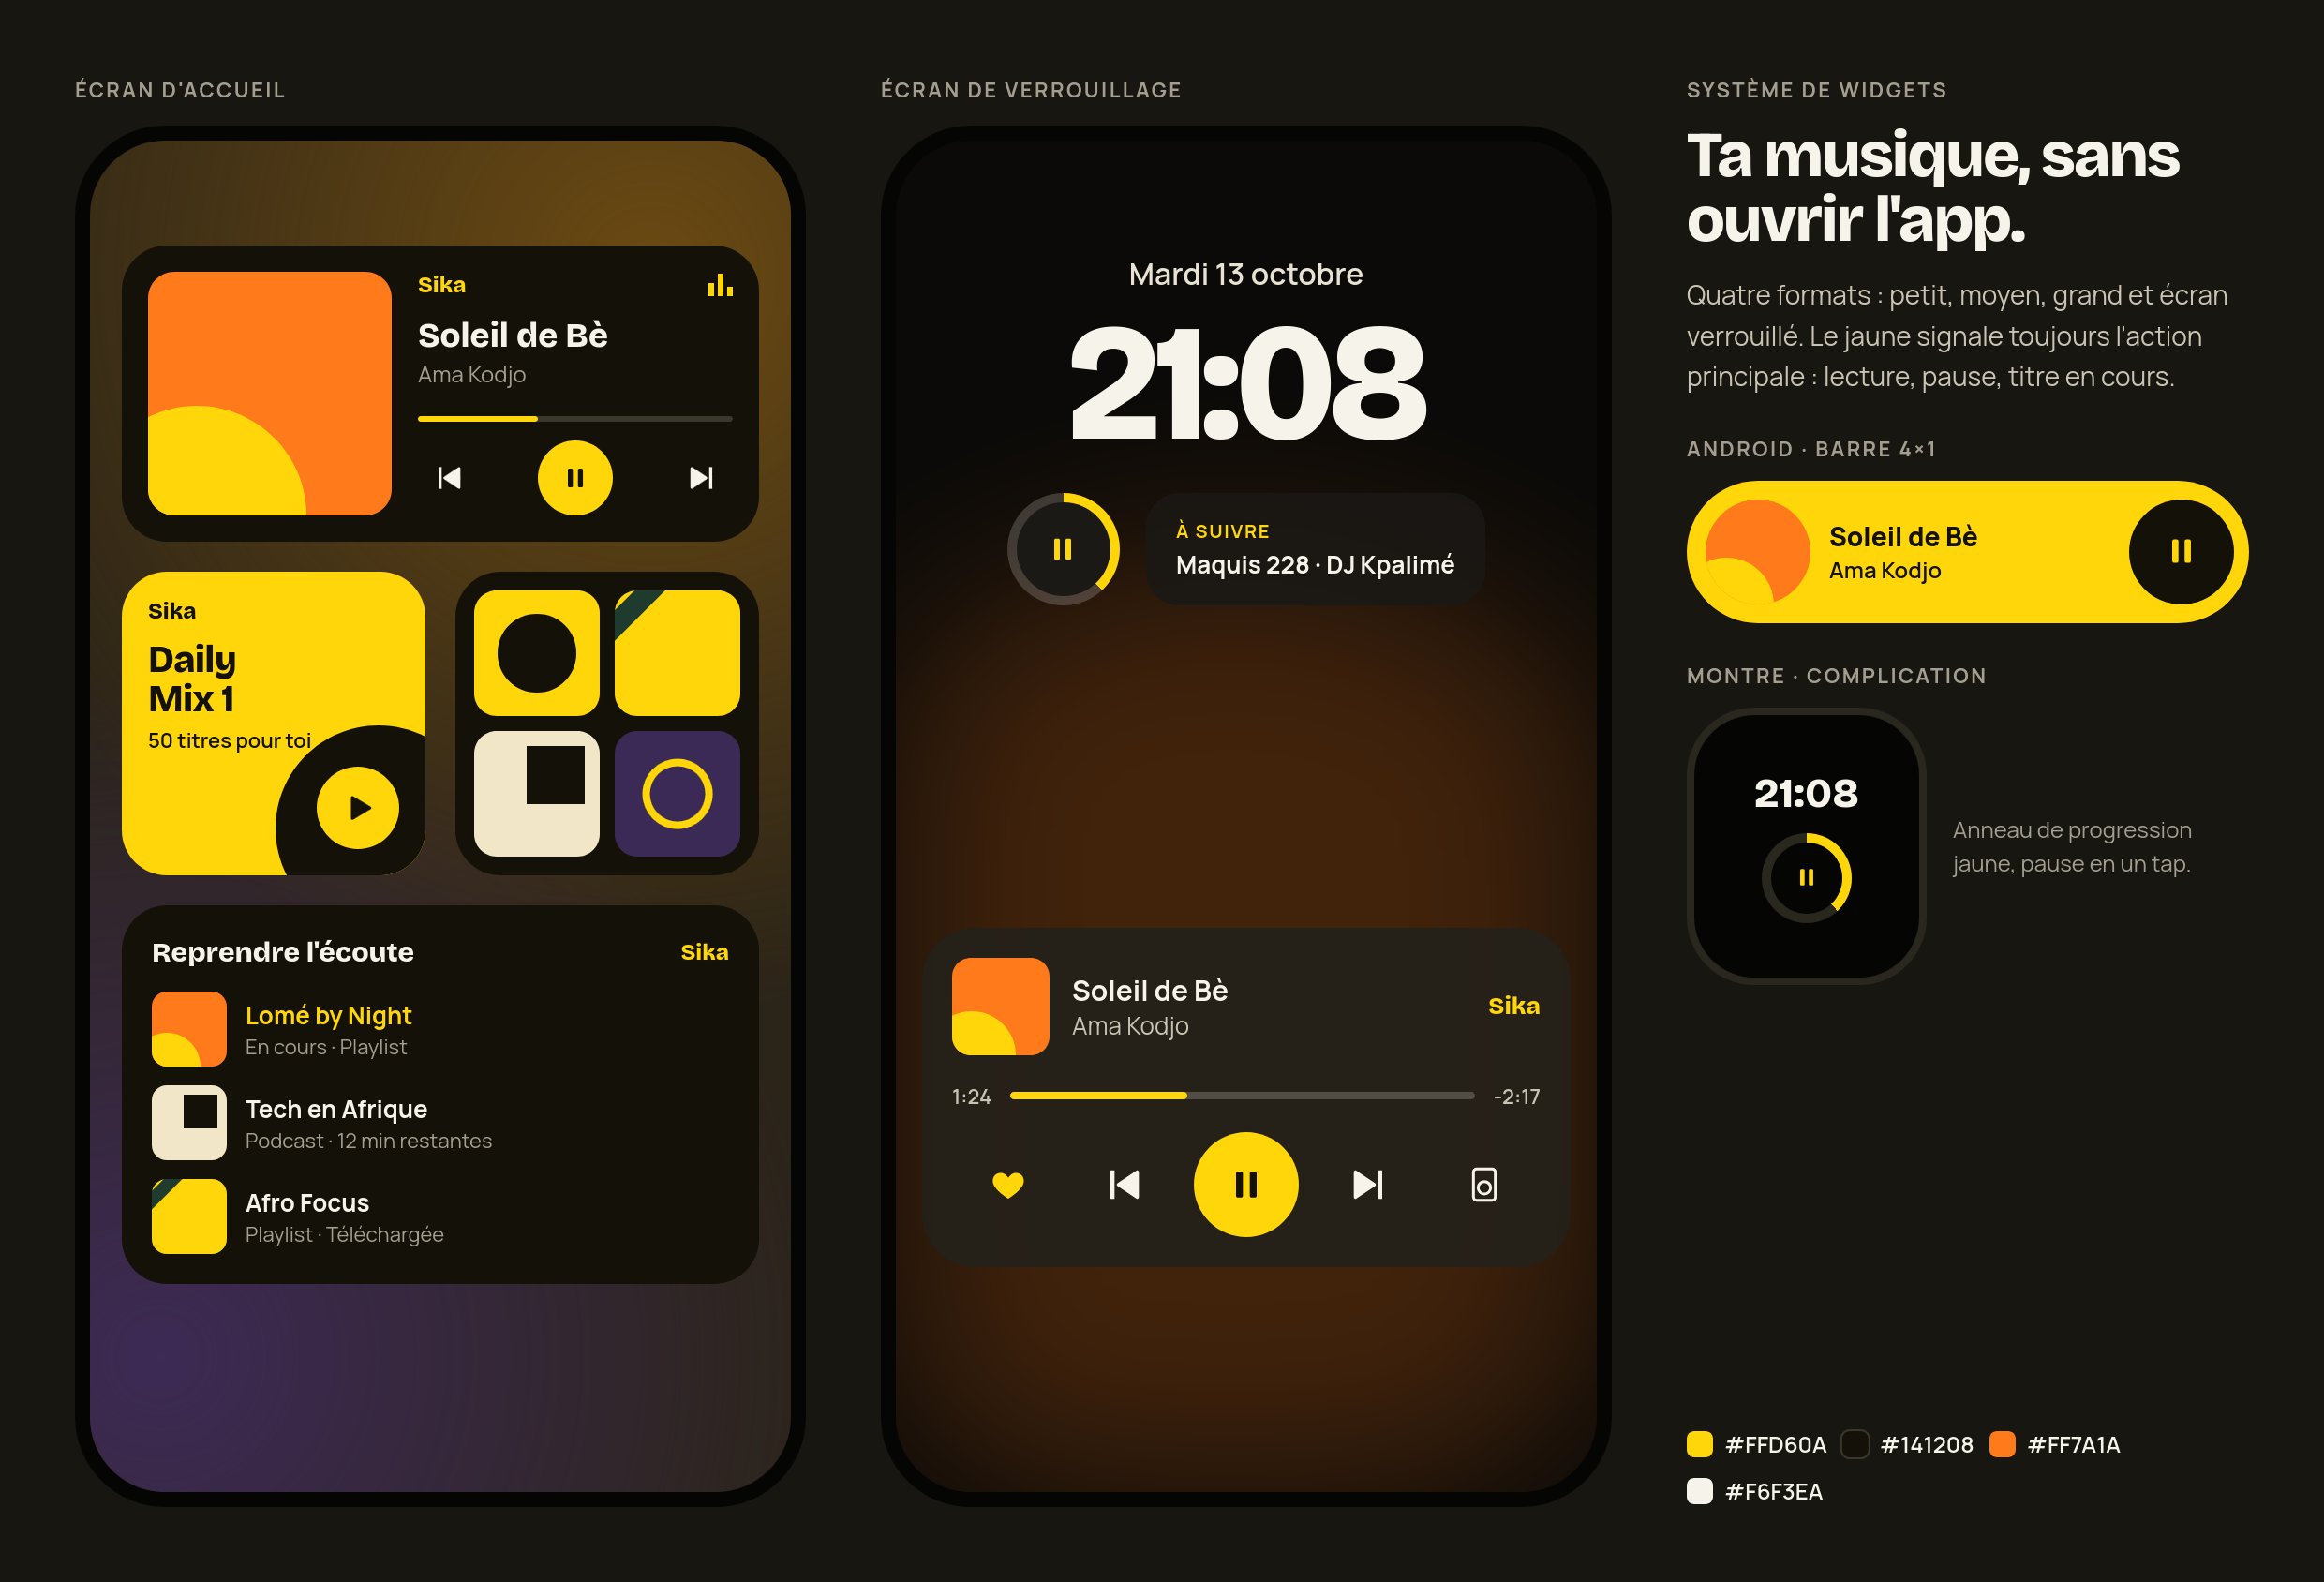 ÉCRAN D'ACCUEIL
Sika
Soleil de Bè
Ama Kodjo
Sika
Daily
Mix 1
50 titres pour toi
Reprendre l'écoute
Sika
Lomé by Night
En cours · Playlist
Tech en Afrique
Podcast · 12 min restantes
Afro Focus
Playlist · Téléchargée
ÉCRAN DE VERROUILLAGE
Mardi 13 octobre
21:08
À SUIVRE
Maquis 228 · DJ Kpalimé
Soleil de Bè
Ama Kodjo
Sika
1:24
-2:17
SYSTÈME DE WIDGETS
Ta musique, sans
ouvrir l'app.
Quatre formats : petit, moyen, grand et écran
verrouillé. Le jaune signale toujours l'action
principale : lecture, pause, titre en cours.
ANDROID · BARRE 4×1
Soleil de Bè
Ama Kodjo
MONTRE · COMPLICATION
21:08
Anneau de progression
jaune, pause en un tap.
#FFD60A
#141208
#FF7A1A
#F6F3EA